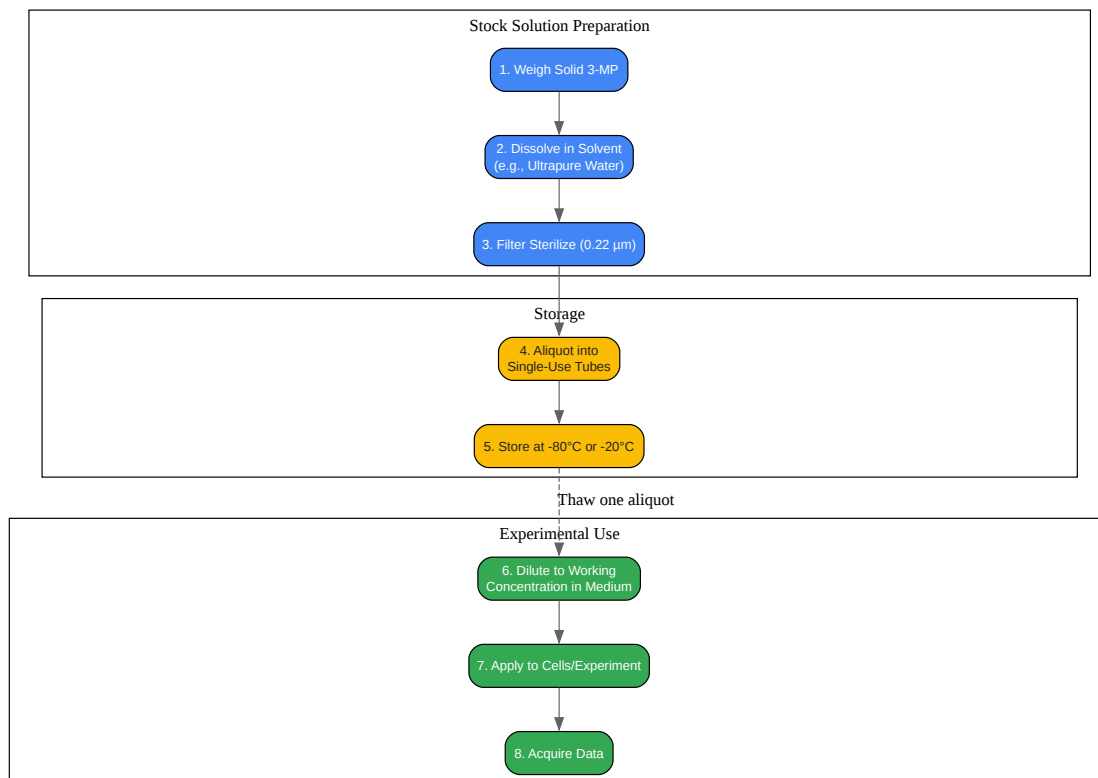 Stock Solution Preparation
1. Weigh Solid 3-MP
2. Dissolve in Solvent
(e.g., Ultrapure Water)
3. Filter Sterilize (0.22 µm)
Storage
4. Aliquot into
Single-Use Tubes
5. Store at -80°C or -20°C
Thaw one aliquot
Experimental Use
6. Dilute to Working
Concentration in Medium
7. Apply to Cells/Experiment
8. Acquire Data